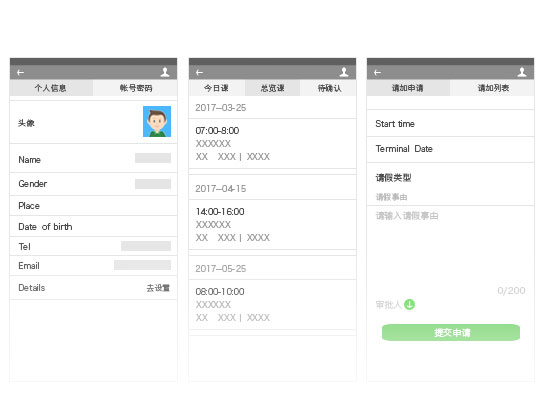 个人信息 帐号密码
头像
Name
Gender
Place
Date of birth
Tel
Email
Details 去设置
今日课 总览课 待确认
2017—03-25
07:00-8:00
XXXXXX
XX XXX | XXXX
2017—04-15
14:00-16:00
XXXXXX
XX XXX | XXXX
2017—05-25
08:00-10:00
XXXXXX
XX XXX | XXXX
请加申请 请加列表
Start time
Terminal Date
请假类型
请假事由
请输入请假事由
0/200
审批人
提交申请